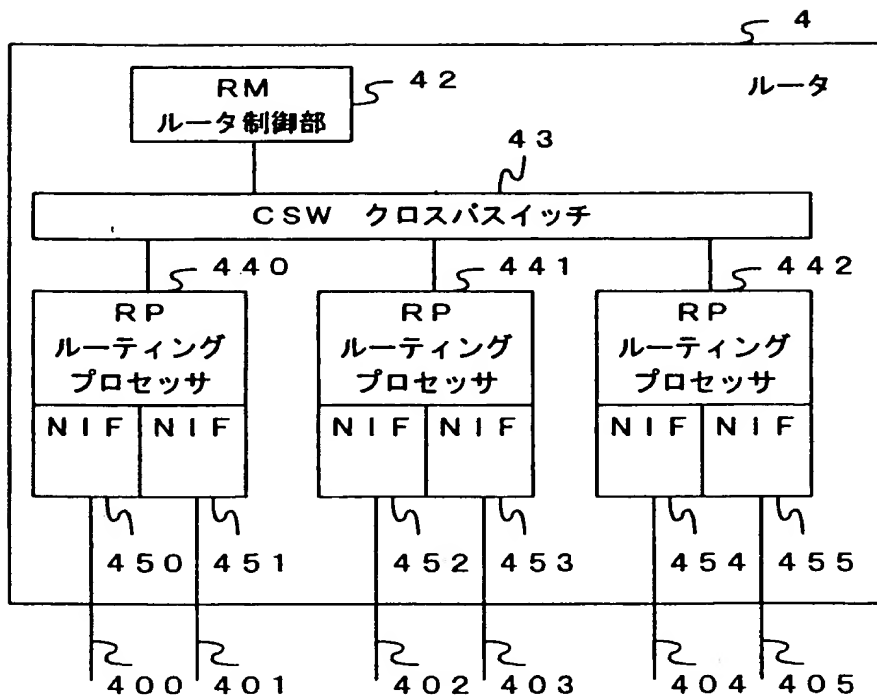 4
RM
ルータ制御部
42
ルータ
43
CSW クロスバスイッチ
440
441
442
RP
ルーティング
プロセッサ
RP
ルーティング
プロセッサ
RP
ルーティング
プロセッサ
NIF NIF
NIF NIF
NIF NIF
450 451 452 453 454 455
400 401 402 403 404 405